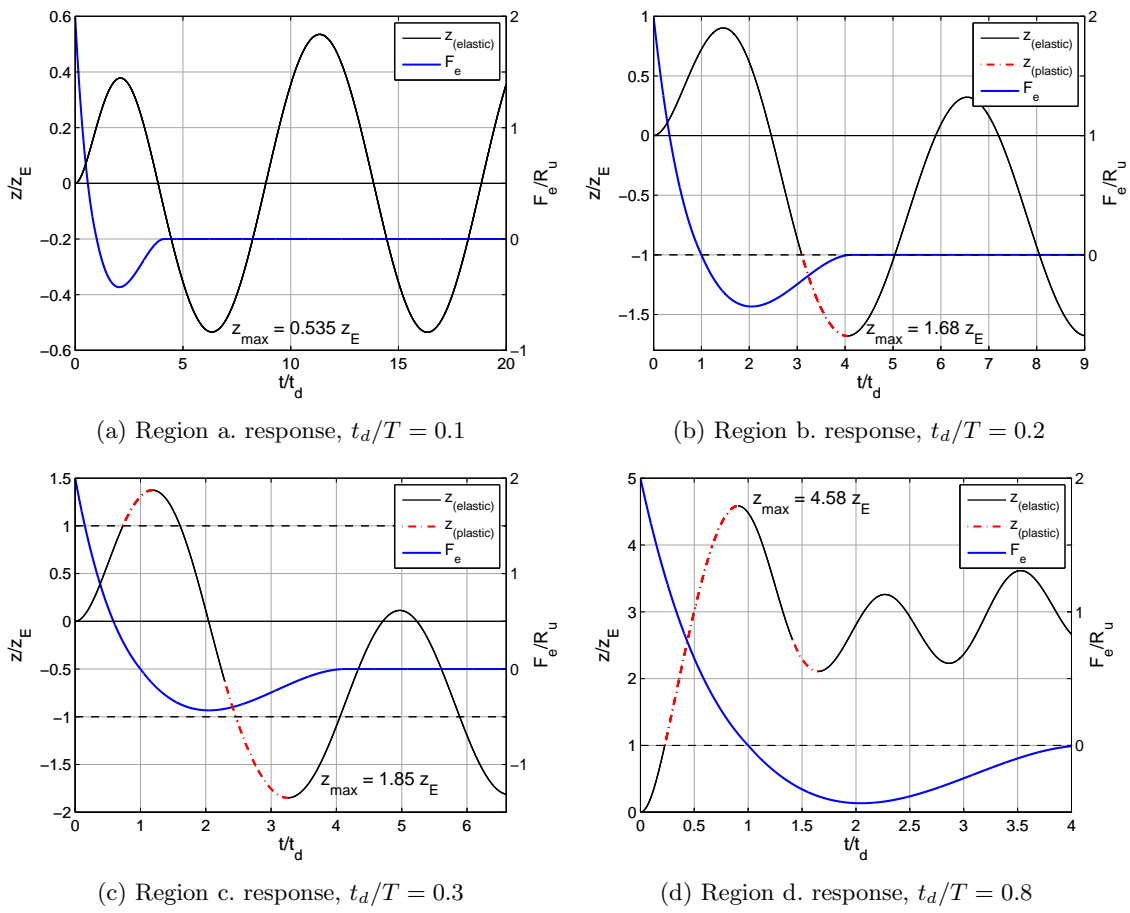 0.6
0.4
0.2
0
−0.2
−0.4
−0.6
z/z_E
0
5
10
15
20
t/t_d
2
1
0
−1
F_e/R_u
z_(elastic)
F_e
z_max = 0.535 z_E
(a) Region a. response, t_d/T = 0.1
1
0.5
0
−0.5
−1
−1.5
z/z_E
0
1
2
3
4
5
6
7
8
9
t/t_d
2
1
0
F_e/R_u
z_(elastic)
z_(plastic)
F_e
z_max = 1.68 z_E
(b) Region b. response, t_d/T = 0.2
1.5
1
0.5
0
−0.5
−1
−1.5
−2
z/z_E
0
1
2
3
4
5
6
t/t_d
2
1
0
−1
F_e/R_u
z_(elastic)
z_(plastic)
F_e
z_max = 1.85 z_E
(c) Region c. response, t_d/T = 0.3
5
4
3
2
1
0
z/z_E
0
0.5
1
1.5
2
2.5
3
3.5
4
t/t_d
2
1
0
F_e/R_u
z_max = 4.58 z_E
z_(elastic)
z_(plastic)
F_e
(d) Region d. response, t_d/T = 0.8